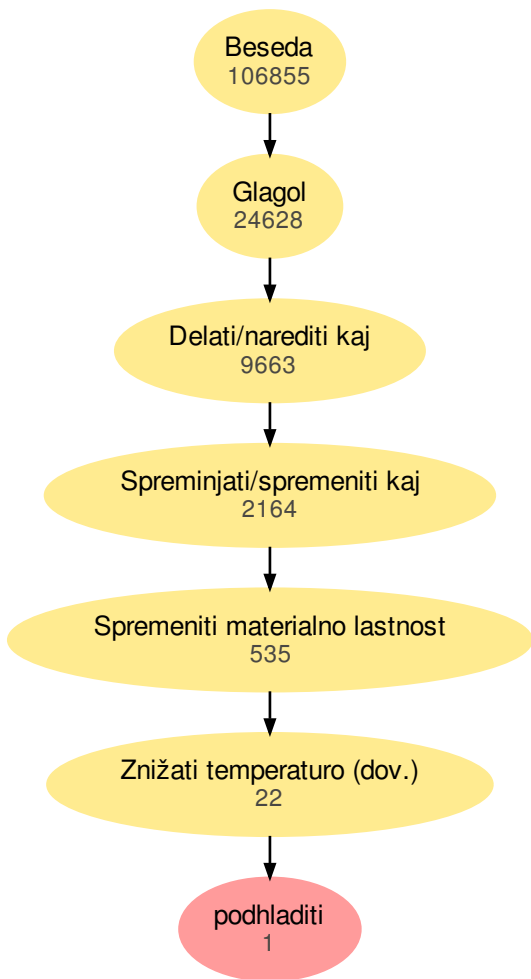 Beseda
106855
Glagol
24628
Delati/narediti kaj
9663
Spreminjati/spremeniti kaj
2164
Spremeniti materialno lastnost
535
Znižati temperaturo (dov.)
22
podhladiti
1